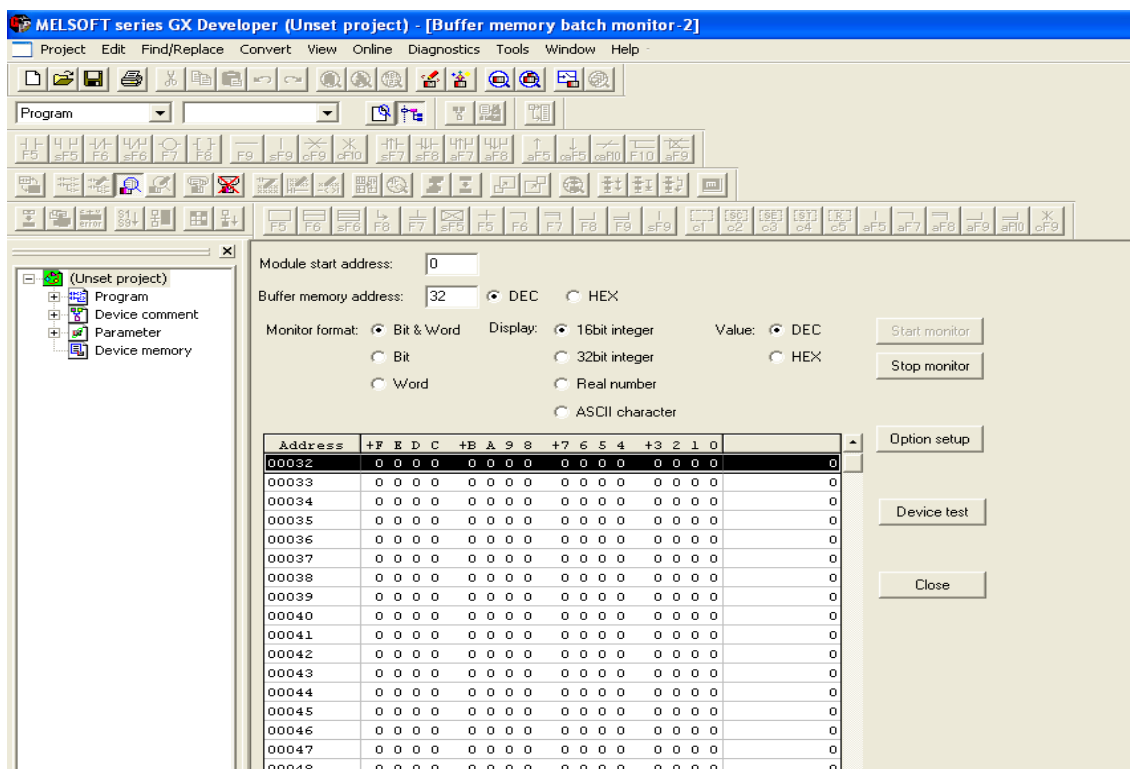 MELSOFT series GX Developer (Unset project) - [Buffer memory batch monitor-2]
Project Edit Find/Replace Convert View Online Diagnostics Tools Window Help
Program
F5 sF5 F6 sF6 F7 F8 F9 sF9 cF9 cF10 sF7 sF8 aF7 aF8 aF5 caF5 caF10 F10 aF9
F5 F6 sF6 F8 F7 sF5 F5 F6 F7 F8 F9 sF9 c1 c2 c3 c4 c5 aF5 aF7 aF8 aF9 aF10 cF9
(Unset project)
Program
Device comment
Parameter
Device memory
Module start address: 0
Buffer memory address: 32 DEC HEX
Monitor format: Bit & Word Display: 16bit integer Value: DEC Start monitor
Bit 32bit integer HEX Stop monitor
Word Real number
ASCII character
Option setup
Device test
Close
Address +F E D C +B A 9 8 +7 6 5 4 +3 2 1 0
00032 0 0 0 0 0 0 0 0 0 0 0 0 0 0 0 0 0
00033 0 0 0 0 0 0 0 0 0 0 0 0 0 0 0 0 0
00034 0 0 0 0 0 0 0 0 0 0 0 0 0 0 0 0 0
00035 0 0 0 0 0 0 0 0 0 0 0 0 0 0 0 0 0
00036 0 0 0 0 0 0 0 0 0 0 0 0 0 0 0 0 0
00037 0 0 0 0 0 0 0 0 0 0 0 0 0 0 0 0 0
00038 0 0 0 0 0 0 0 0 0 0 0 0 0 0 0 0 0
00039 0 0 0 0 0 0 0 0 0 0 0 0 0 0 0 0 0
00040 0 0 0 0 0 0 0 0 0 0 0 0 0 0 0 0 0
00041 0 0 0 0 0 0 0 0 0 0 0 0 0 0 0 0 0
00042 0 0 0 0 0 0 0 0 0 0 0 0 0 0 0 0 0
00043 0 0 0 0 0 0 0 0 0 0 0 0 0 0 0 0 0
00044 0 0 0 0 0 0 0 0 0 0 0 0 0 0 0 0 0
00045 0 0 0 0 0 0 0 0 0 0 0 0 0 0 0 0 0
00046 0 0 0 0 0 0 0 0 0 0 0 0 0 0 0 0 0
00047 0 0 0 0 0 0 0 0 0 0 0 0 0 0 0 0 0